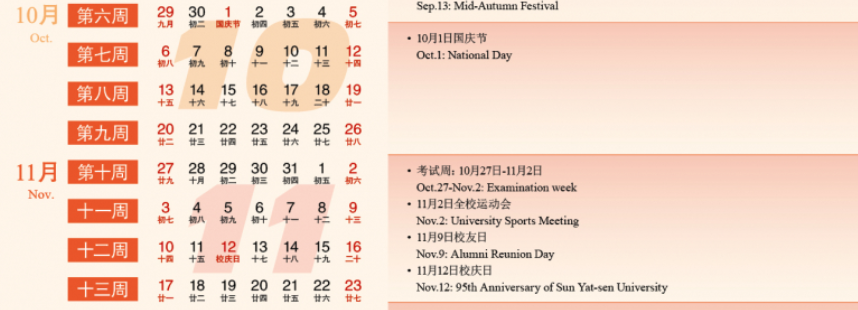 10月 第六周 29 30 1 2 3 4 5
Oct. 九月 初二 国庆节 初四 初五 初六 初七
第七周 6 7 8 9 10 11 12
初八 初九 初十 十一 十二 十三 十四
第八周 13 14 15 16 17 18 19
十五 十六 十七 十八 十九 二十 廿一
第九周 20 21 22 23 24 25 26
廿二 廿三 廿四 廿五 廿六 廿七 廿八
10
11月 第十周 27 28 29 30 31 1 2
Nov. 廿九 十月 初二 初三 初四 初五 初六
十一周 3 4 5 6 7 8 9
初七 初八 初九 初十 十一 十二 十三
十二周 10 11 12 13 14 15 16
十四 十五 校庆日 十七 十八 十九 二十
十三周 17 18 19 20 21 22 23
廿一 廿二 廿三 廿四 廿五 廿六 廿七
11
Sep.13: Mid-Autumn Festival
• 10月1日国庆节
Oct.1: National Day
• 考试周: 10月27日-11月2日
Oct.27-Nov.2: Examination week
• 11月2日全校运动会
Nov.2: University Sports Meeting
• 11月9日校友日
Nov.9: Alumni Reunion Day
• 11月12日校庆日
Nov.12: 95th Anniversary of Sun Yat-sen University